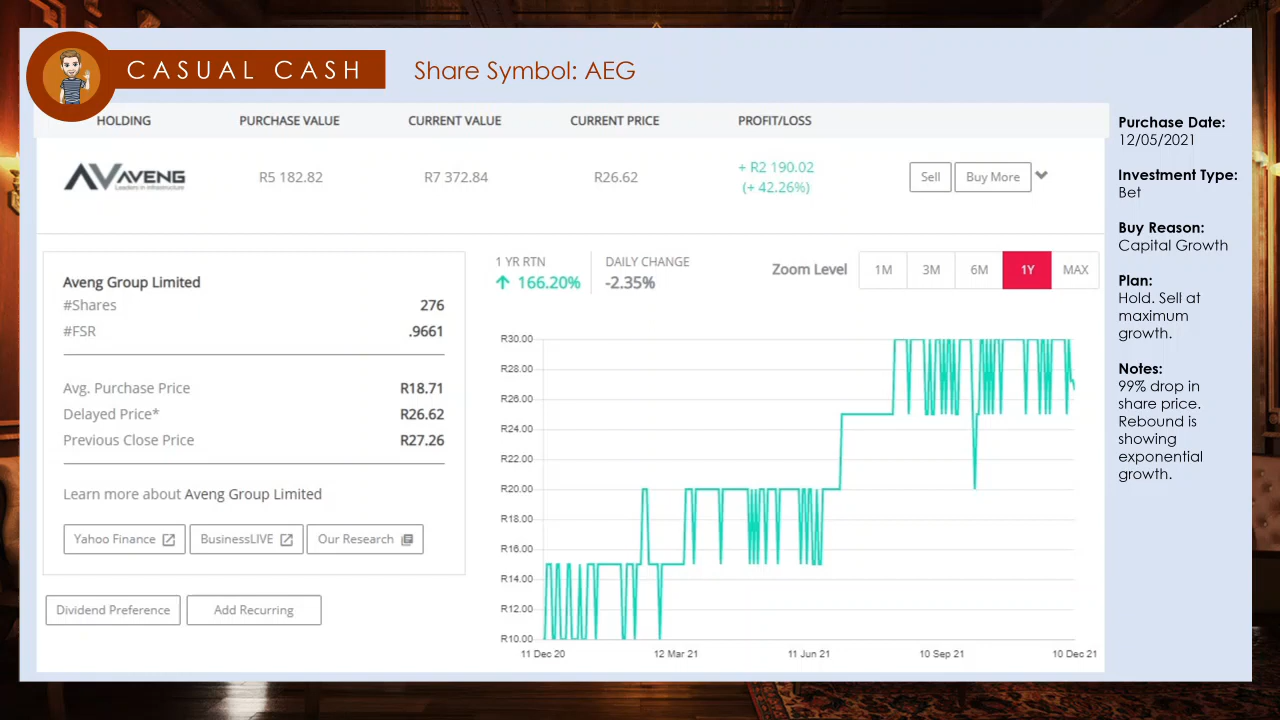 CASUAL CASH
Share Symbol: AEG
HOLDING PURCHASE VALUE CURRENT VALUE CURRENT PRICE PROFIT/LOSS
AVENG
Leaders in infrastructure
R5 182.82 R7 372.84 R26.62
+ R2 190.02
(+ 42.26%)
Sell Buy More
Aveng Group Limited
#Shares 276
#FSR .9661
Avg. Purchase Price R18.71
Delayed Price* R26.62
Previous Close Price R27.26
Learn more about Aveng Group Limited
Yahoo Finance BusinessLIVE Our Research
Dividend Preference Add Recurring
1 YR RTN
166.20%
DAILY CHANGE
-2.35%
Zoom Level 1M 3M 6M 1Y MAX
R30.00
R28.00
R26.00
R24.00
R22.00
R20.00
R18.00
R16.00
R14.00
R12.00
R10.00
11 Dec 20 12 Mar 21 11 Jun 21 10 Sep 21 10 Dec 21
Purchase Date:
12/05/2021
Investment Type:
Bet
Buy Reason:
Capital Growth
Plan:
Hold. Sell at
maximum
growth.
Notes:
99% drop in
share price.
Rebound is
showing
exponential
growth.